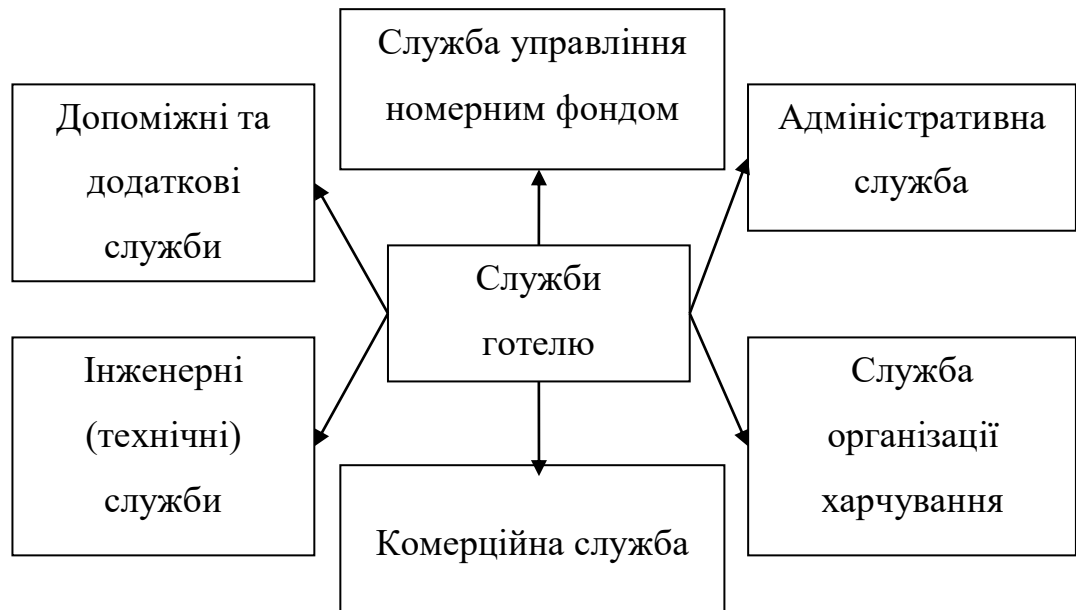 Служба управління
номерним фондом
Допоміжні та
додаткові
служби
Адміністративна
служба
Служби
готелю
Інженерні
(технічні)
служби
Служба
організації
харчування
Комерційна служба